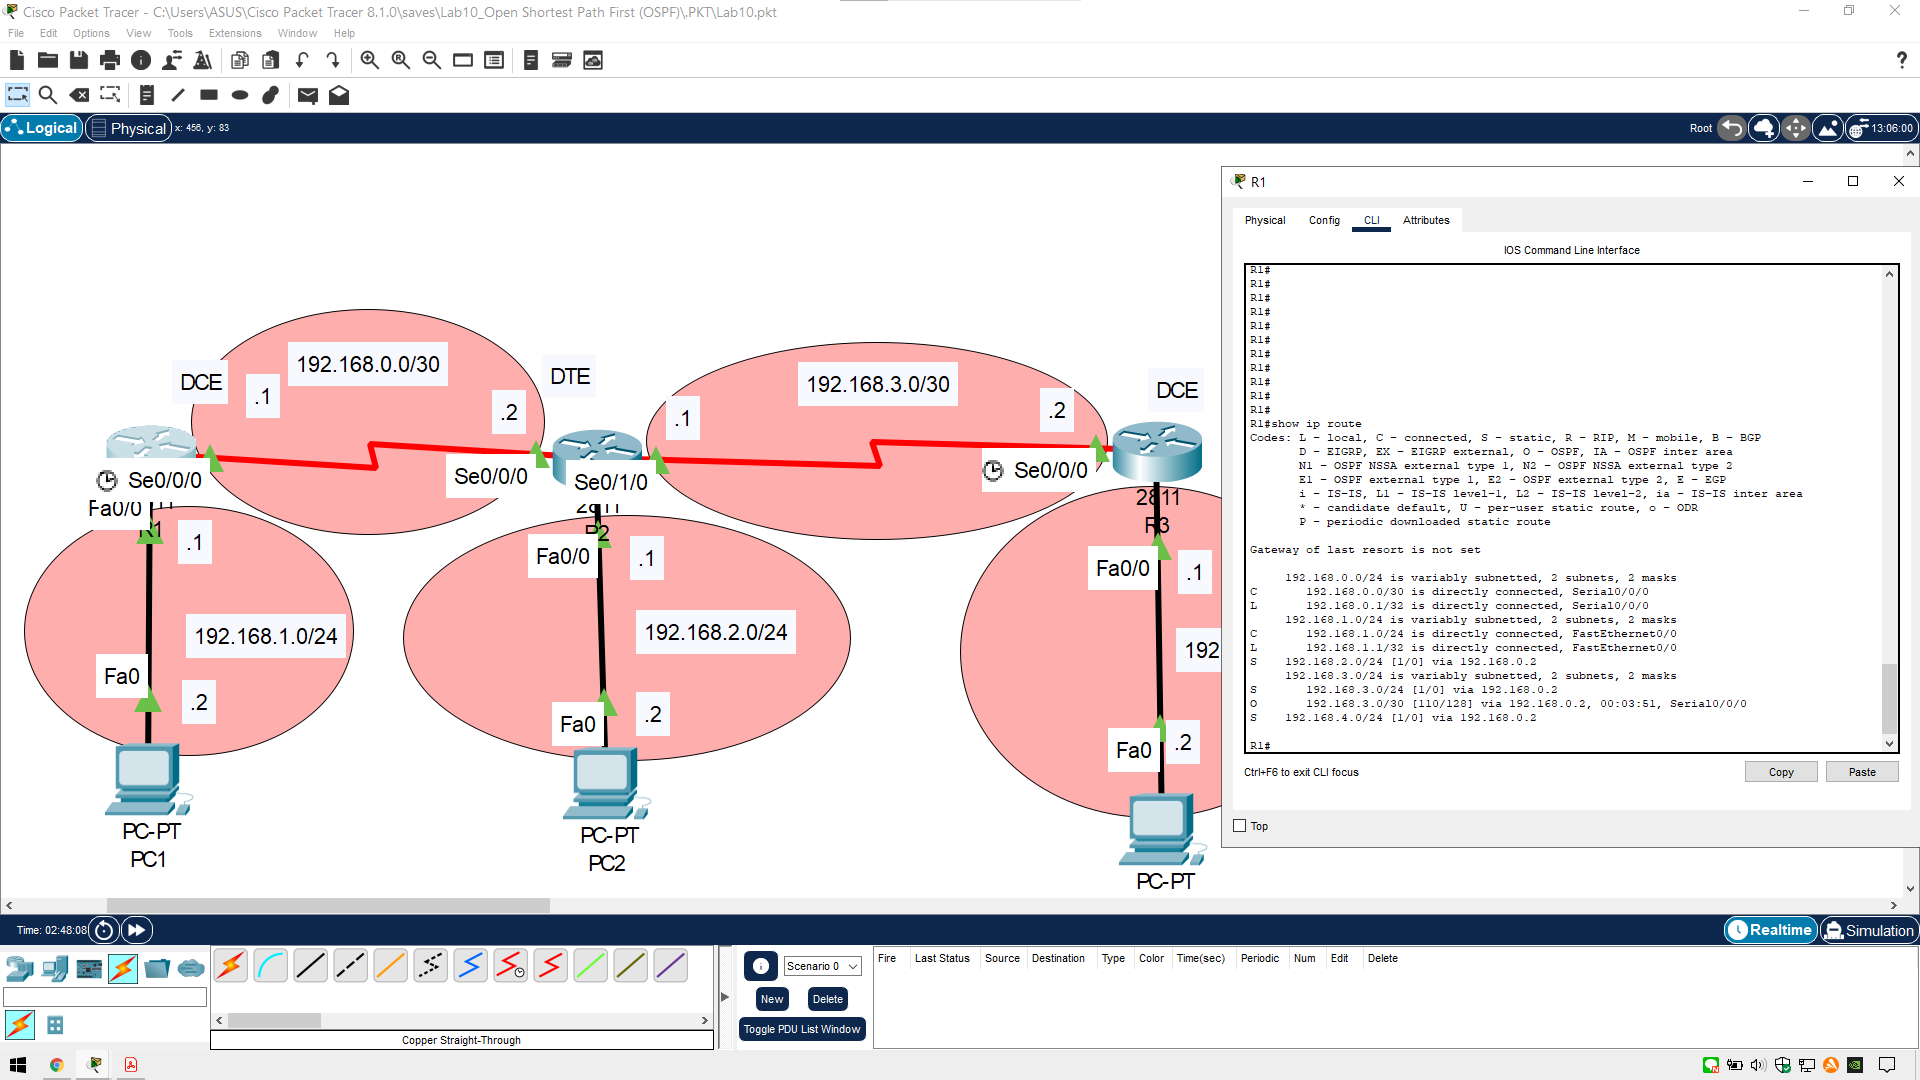 Cisco Packet Tracer - C:\Users\ASUS\Cisco Packet Tracer 8.1.0\saves\Lab10_Open Shortest Path First (OSPF)\.PKT\Lab10.pkt
File Edit Options View Tools Extensions Window Help
Logical Physical x: 456, y: 83 Root 13:06:00
R1
Physical Config CLI Attributes
IOS Command Line Interface
R1#
R1#
R1#
R1#
R1#
R1#
R1#
R1#
R1#
R1#
R1#
R1#show ip route
Codes: L - local, C - connected, S - static, R - RIP, M - mobile, B - BGP
D - EIGRP, EX - EIGRP external, O - OSPF, IA - OSPF inter area
N1 - OSPF NSSA external type 1, N2 - OSPF NSSA external type 2
E1 - OSPF external type 1, E2 - OSPF external type 2, E - EGP
i - IS-IS, L1 - IS-IS level-1, L2 - IS-IS level-2, ia - IS-IS inter area
* - candidate default, U - per-user static route, o - ODR
P - periodic downloaded static route
Gateway of last resort is not set
192.168.0.0/24 is variably subnetted, 2 subnets, 2 masks
C 192.168.0.0/30 is directly connected, Serial0/0/0
L 192.168.0.1/32 is directly connected, Serial0/0/0
192.168.1.0/24 is variably subnetted, 2 subnets, 2 masks
C 192.168.1.0/24 is directly connected, FastEthernet0/0
L 192.168.1.1/32 is directly connected, FastEthernet0/0
S 192.168.2.0/24 [1/0] via 192.168.0.2
192.168.3.0/24 is variably subnetted, 2 subnets, 2 masks
S 192.168.3.0/24 [1/0] via 192.168.0.2
O 192.168.3.0/30 [110/128] via 192.168.0.2, 00:03:51, Serial0/0/0
S 192.168.4.0/24 [1/0] via 192.168.0.2
R1#
Ctrl+F6 to exit CLI focus
Copy Paste
Top
192.168.0.0/30
DCE
.1
DTE
.2
192.168.3.0/30
.1
.2
DCE
Se0/0/0
Se0/0/0
Se0/1/0
Se0/0/0
Fa0/0
R1
2811
R2
2811
R3
.1
Fa0/0
.1
Fa0/0
.1
192.168.1.0/24
192.168.2.0/24
192
Fa0
.2
Fa0
.2
Fa0
.2
PC-PT
PC1
PC-PT
PC2
PC-PT
Time: 02:48:08
Realtime Simulation
Scenario 0
New Delete
Toggle PDU List Window
Fire Last Status Source Destination Type Color Time(sec) Periodic Num Edit Delete
Copper Straight-Through